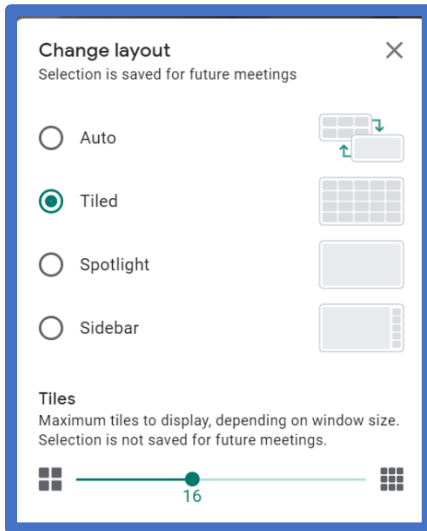 Change layout
Selection is saved for future meetings
Auto
Tiled
Spotlight
Sidebar
Tiles
Maximum tiles to display, depending on window size.
Selection is not saved for future meetings.
16